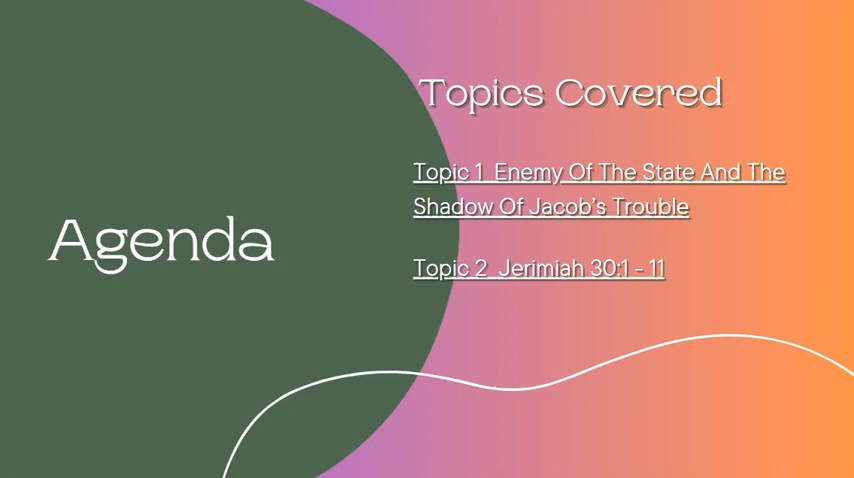 Agenda
Topics Covered
Topic 1  Enemy Of The State And The
Shadow Of Jacob’s Trouble
Topic 2  Jerimiah 30:1 - 11